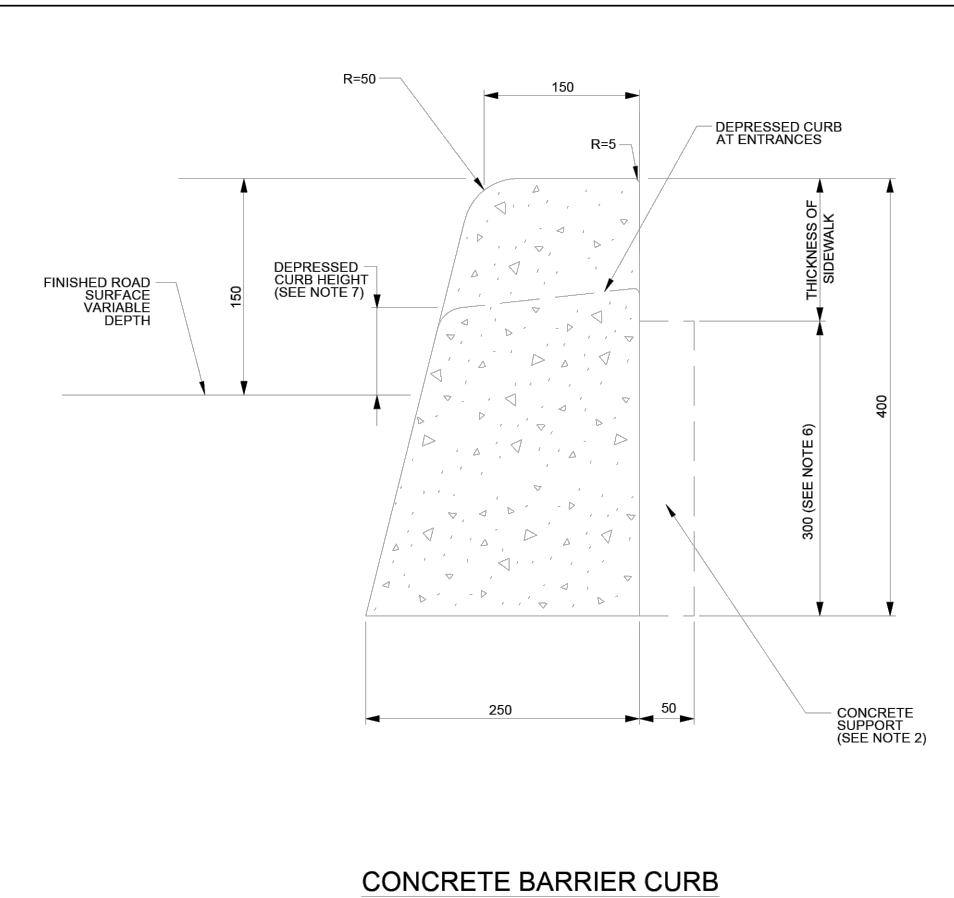 R=50
150
R=5
DEPRESSED CURB
AT ENTRANCES
THICKNESS OF
SIDEWALK
FINISHED ROAD
SURFACE
VARIABLE
DEPTH
150
DEPRESSED
CURB HEIGHT
(SEE NOTE 7)
300 (SEE NOTE 6)
400
250
50
CONCRETE
SUPPORT
(SEE NOTE 2)
CONCRETE BARRIER CURB